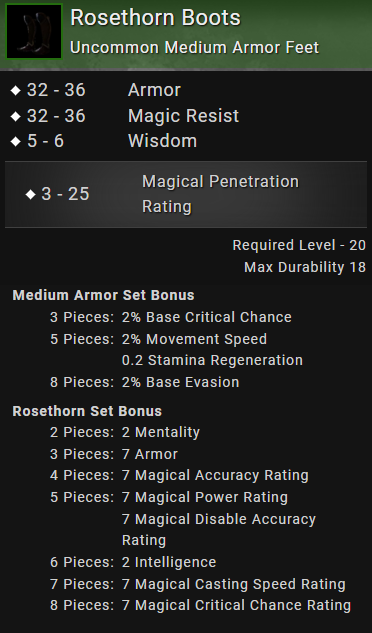 Rosethorn Boots
Uncommon Medium Armor Feet
32 - 36 Armor
32 - 36 Magic Resist
5 - 6 Wisdom
3 - 25 Magical Penetration
Rating
Required Level - 20
Max Durability 18
Medium Armor Set Bonus
3 Pieces: 2% Base Critical Chance
5 Pieces: 2% Movement Speed
0.2 Stamina Regeneration
8 Pieces: 2% Base Evasion
Rosethorn Set Bonus
2 Pieces: 2 Mentality
3 Pieces: 7 Armor
4 Pieces: 7 Magical Accuracy Rating
5 Pieces: 7 Magical Power Rating
7 Magical Disable Accuracy
Rating
6 Pieces: 2 Intelligence
7 Pieces: 7 Magical Casting Speed Rating
8 Pieces: 7 Magical Critical Chance Rating